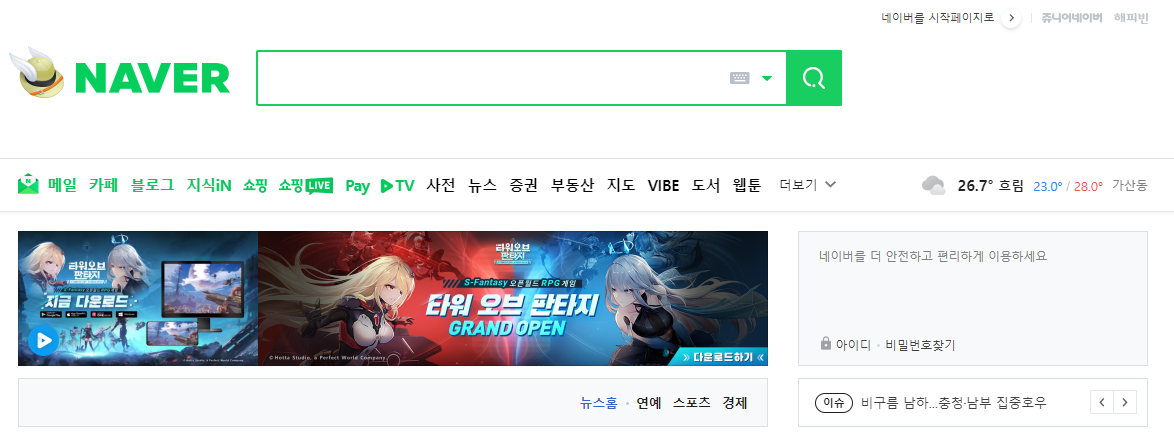 네이버를 시작페이지로 쥬니어네이버 해피빈
NAVER
메일 카페 블로그 지식iN 쇼핑 쇼핑LIVE Pay TV 사전 뉴스 증권 부동산 지도 VIBE 도서 웹툰 더보기 26.7° 흐림 23.0° / 28.0° 가산동
타워오브
판타지
지금 다운로드
타워오브
판타지
S-Fantasy 오픈월드 RPG 게임
타워 오브 판타지
GRAND OPEN
©Hotta Studio, a Perfect World Company.
©Hotta Studio, a Perfect World Company.
» 다운로드하기 «
네이버를 더 안전하고 편리하게 이용하세요
아이디 · 비밀번호찾기
뉴스홈 · 연예 스포츠 경제
이슈 비구름 남하...충청·남부 집중호우